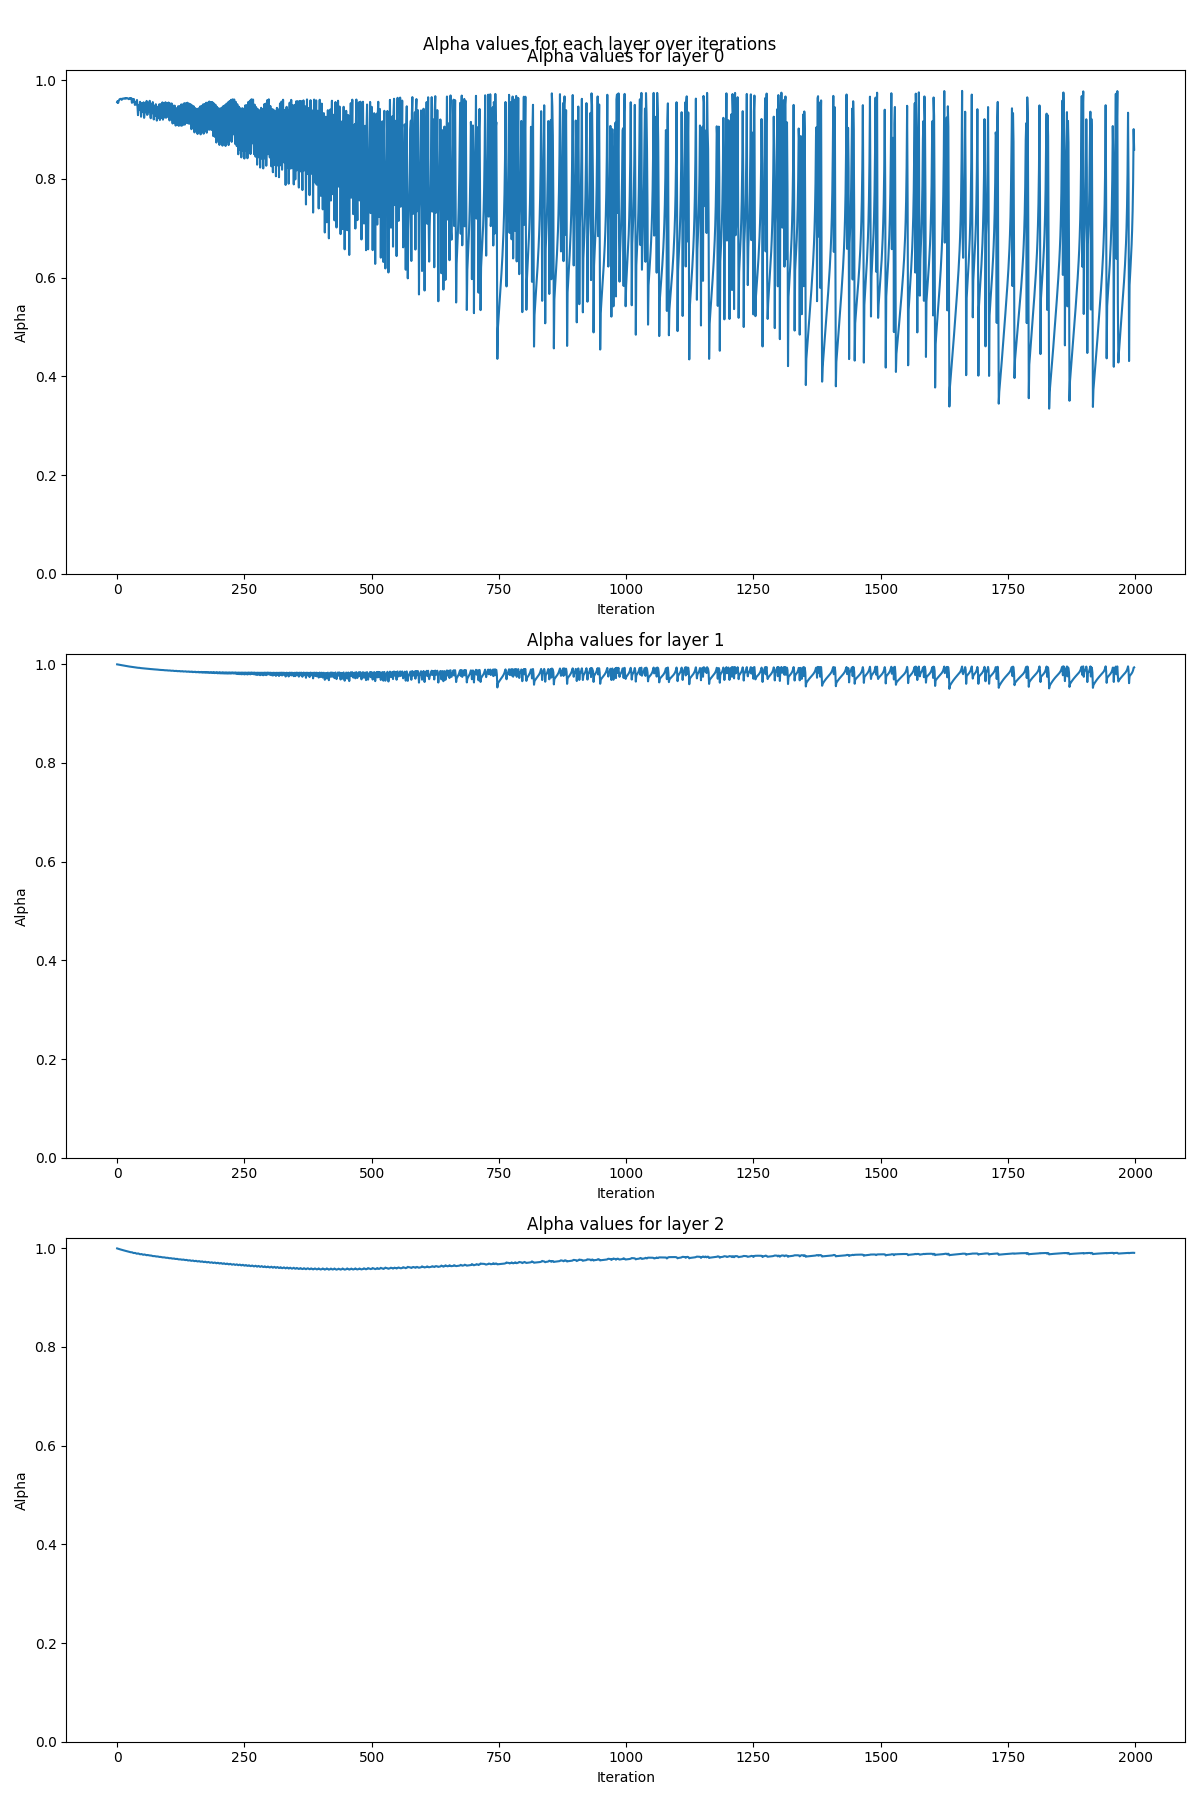 Alpha values for each layer over iterations
Alpha values for layer 0
1.0
0.8
0.6
0.4
0.2
0.0
Alpha
0 250 500 750 1000 1250 1500 1750 2000
Iteration
Alpha values for layer 1
1.0
0.8
0.6
0.4
0.2
0.0
Alpha
0 250 500 750 1000 1250 1500 1750 2000
Iteration
Alpha values for layer 2
1.0
0.8
0.6
0.4
0.2
0.0
Alpha
0 250 500 750 1000 1250 1500 1750 2000
Iteration